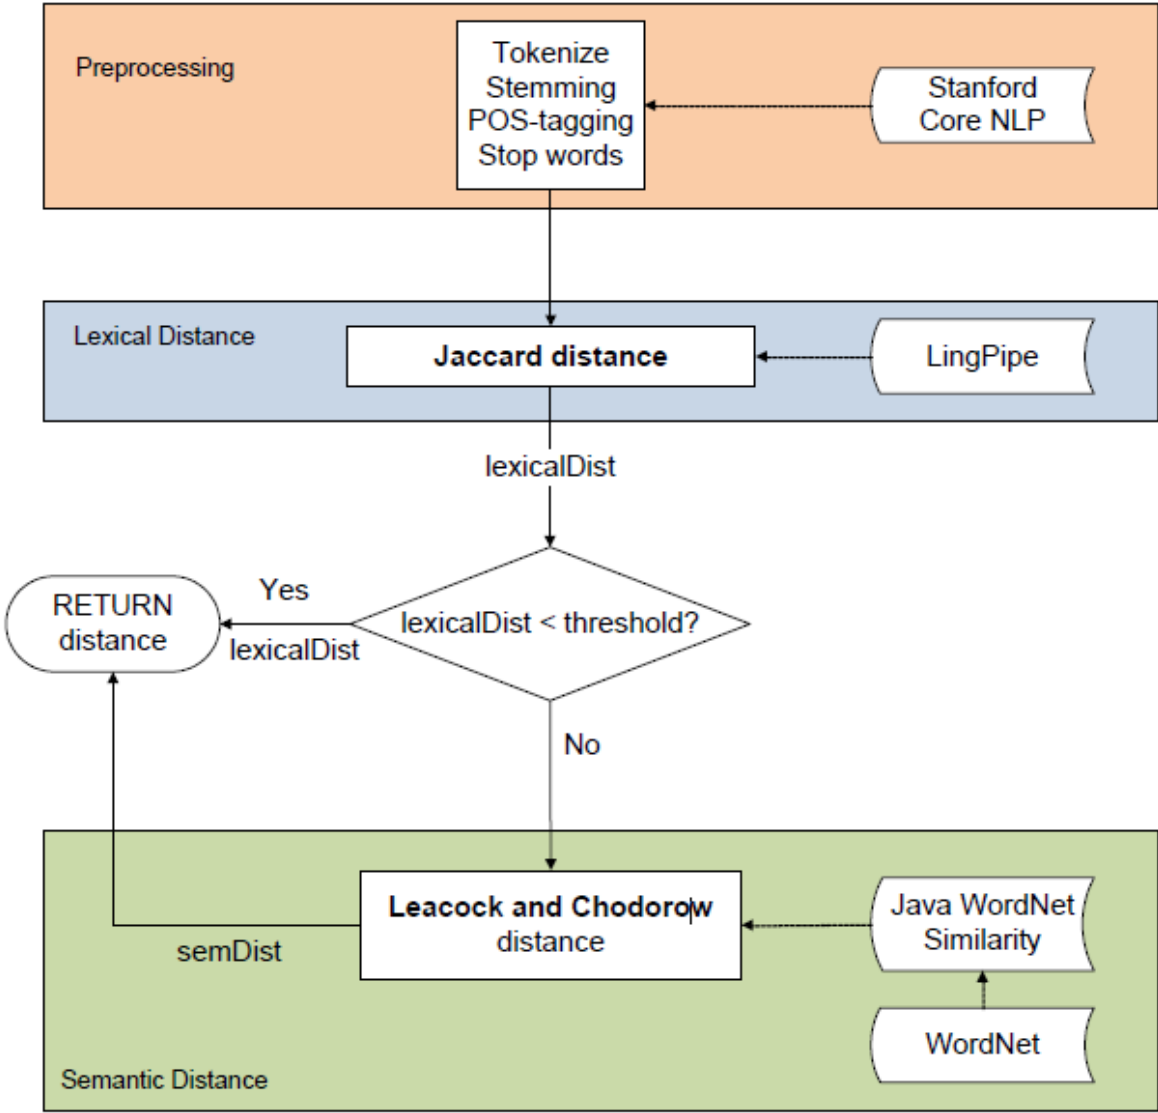 Preprocessing
Tokenize
Stemming
POS-tagging
Stop words
Stanford
Core NLP
Lexical Distance
Jaccard distance
LingPipe
lexicalDist
lexicalDist < threshold?
Yes
lexicalDist
RETURN
distance
No
Leacock and Chodorow
distance
semDist
Java WordNet
Similarity
WordNet
Semantic Distance